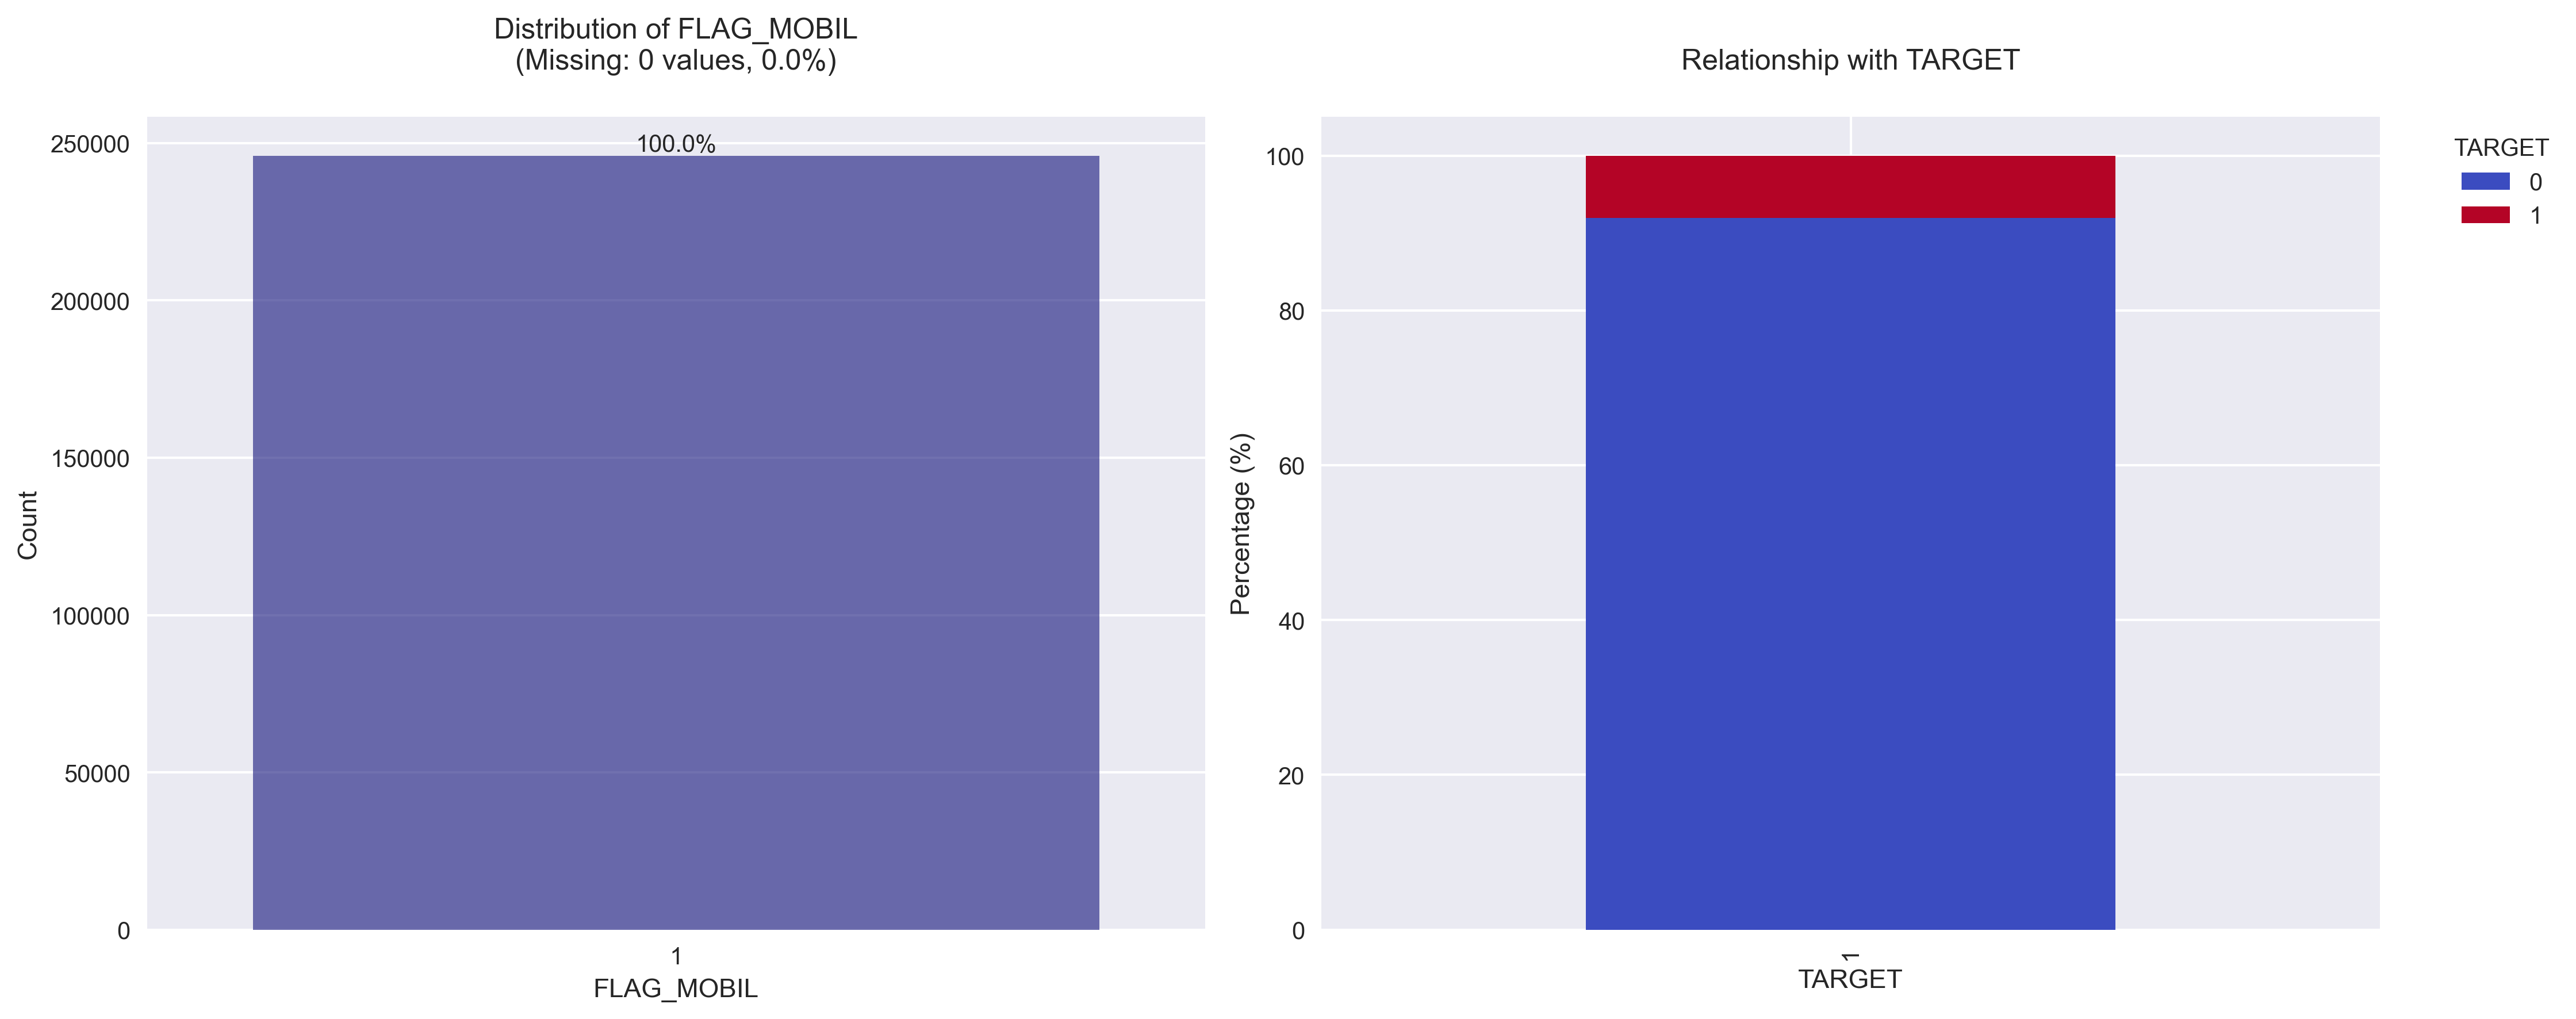 Distribution of FLAG_MOBIL
(Missing: 0 values, 0.0%)
250000
200000
150000
100000
50000
0
Count
100.0%
1
FLAG_MOBIL
Relationship with TARGET
100
80
60
40
20
0
Percentage (%)
1
TARGET
TARGET
0
1